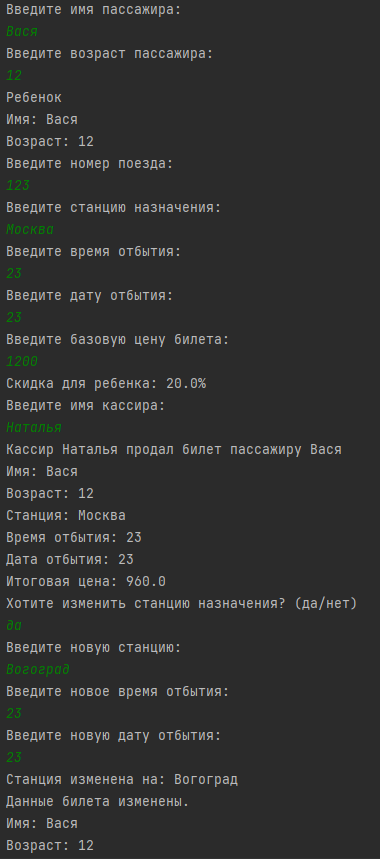 Введите имя пассажира:
Вася
Введите возраст пассажира:
12
Ребенок
Имя: Вася
Возраст: 12
Введите номер поезда:
123
Введите станцию назначения:
Москва
Введите время отбытия:
23
Введите дату отбытия:
23
Введите базовую цену билета:
1200
Скидка для ребенка: 20.0%
Введите имя кассира:
Наталья
Кассир Наталья продал билет пассажиру Вася
Имя: Вася
Возраст: 12
Станция: Москва
Время отбытия: 23
Дата отбытия: 23
Итоговая цена: 960.0
Хотите изменить станцию назначения? (да/нет)
да
Введите новую станцию:
Вогоград
Введите новое время отбытия:
23
Введите новую дату отбытия:
23
Станция изменена на: Вогоград
Данные билета изменены.
Имя: Вася
Возраст: 12